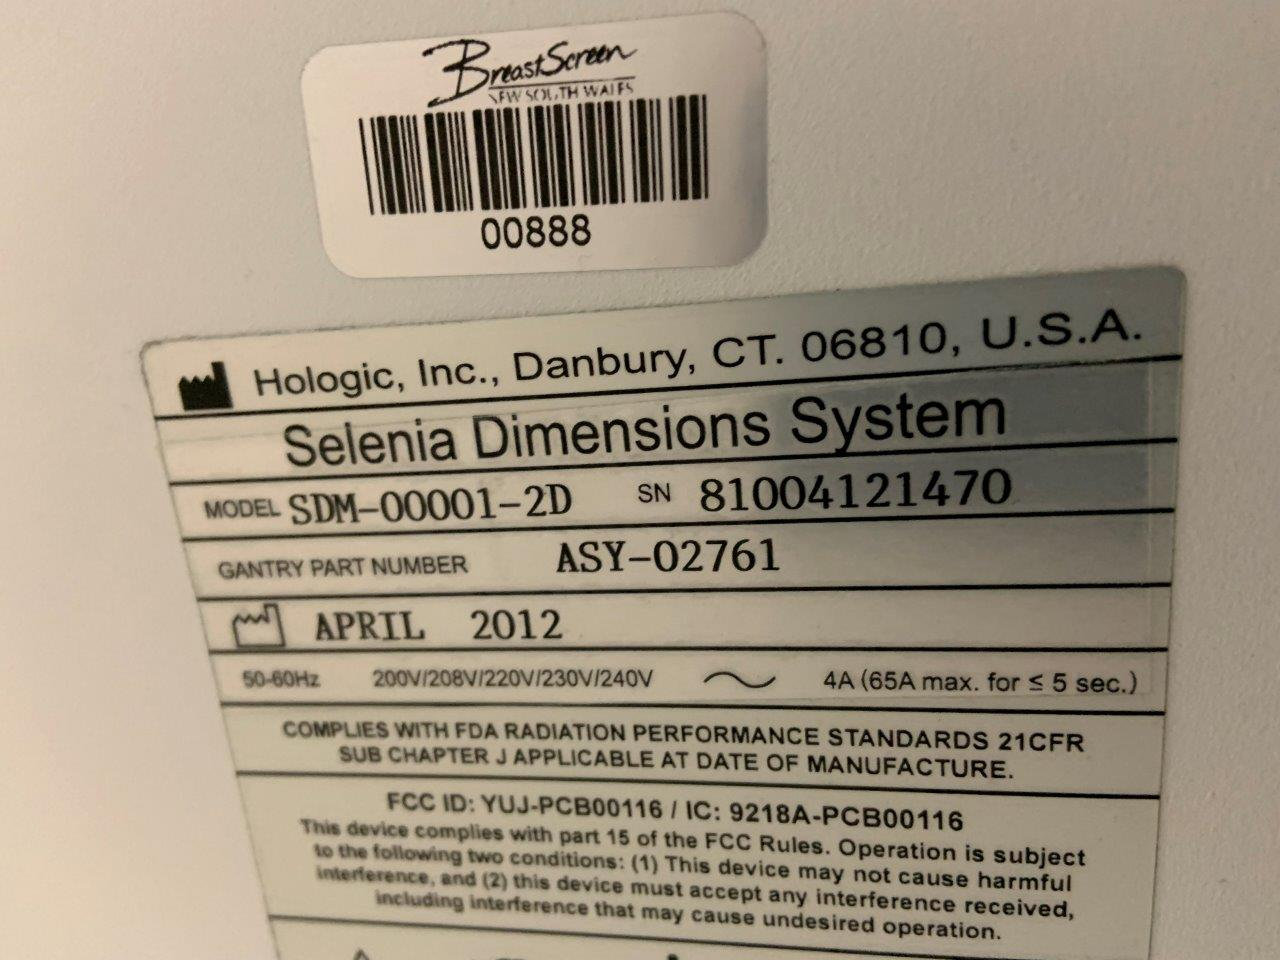 BreastScreen
NEW SOUTH WALES
00888
Hologic, Inc., Danbury, CT. 06810, U.S.A.
Selenia Dimensions System
MODEL SDM-00001-2D SN 81004121470
GANTRY PART NUMBER ASY-02761
APRIL 2012
50-60Hz 200V/208V/220V/230V/240V 4A (65A max. for ≤ 5 sec.)
COMPLIES WITH FDA RADIATION PERFORMANCE STANDARDS 21CFR
SUB CHAPTER J APPLICABLE AT DATE OF MANUFACTURE.
FCC ID: YUJ-PCB00116 / IC: 9218A-PCB00116
This device complies with part 15 of the FCC Rules. Operation is subject
to the following two conditions: (1) This device may not cause harmful
interference, and (2) this device must accept any interference received,
including interference that may cause undesired operation.